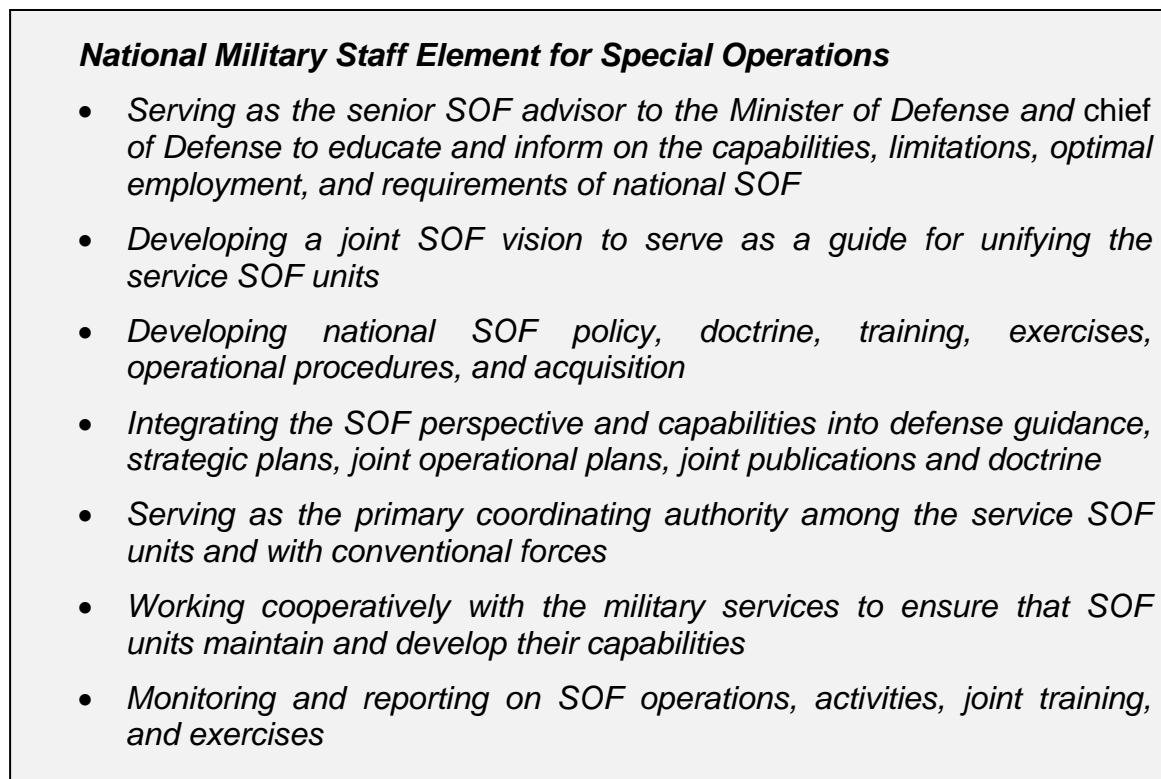 National Military Staff Element for Special Operations
• Serving as the senior SOF advisor to the Minister of Defense and chief
of Defense to educate and inform on the capabilities, limitations, optimal
employment, and requirements of national SOF
• Developing a joint SOF vision to serve as a guide for unifying the
service SOF units
• Developing national SOF policy, doctrine, training, exercises,
operational procedures, and acquisition
• Integrating the SOF perspective and capabilities into defense guidance,
strategic plans, joint operational plans, joint publications and doctrine
• Serving as the primary coordinating authority among the service SOF
units and with conventional forces
• Working cooperatively with the military services to ensure that SOF
units maintain and develop their capabilities
• Monitoring and reporting on SOF operations, activities, joint training,
and exercises